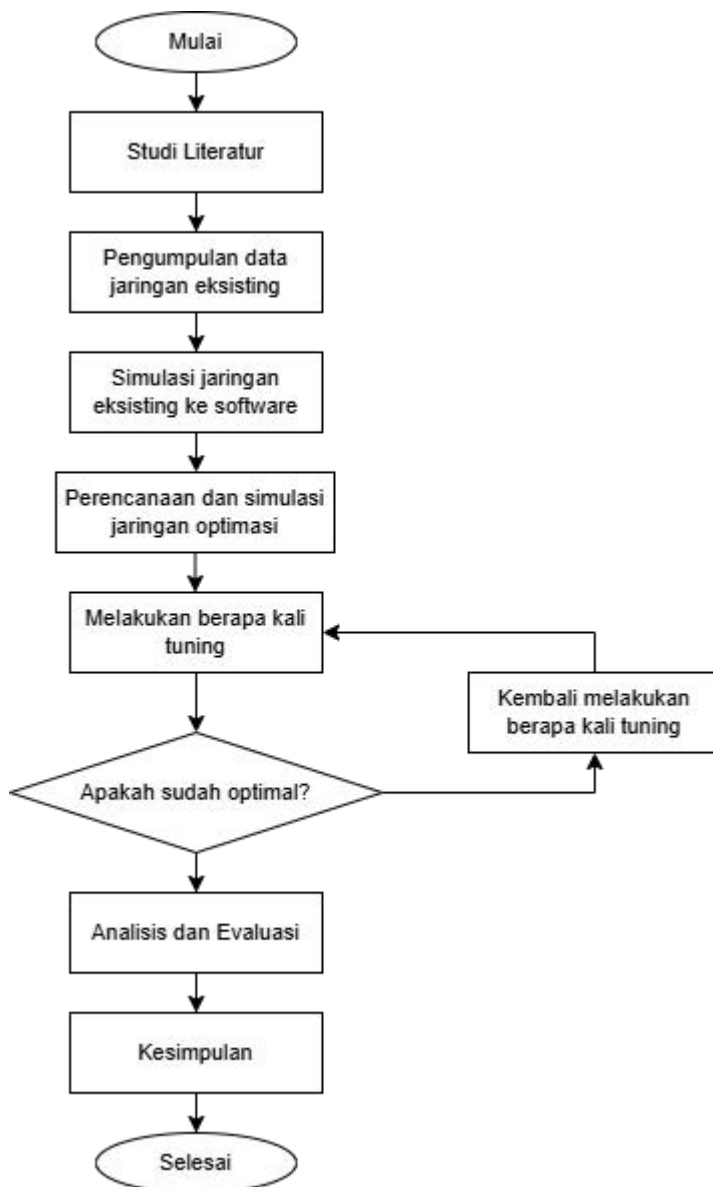 Mulai
Studi Literatur
Pengumpulan data
jaringan eksisting
Simulasi jaringan
eksisting ke software
Perencanaan dan simulasi
jaringan optimasi
Melakukan berapa kali
tuning
Kembali melakukan
berapa kali tuning
Apakah sudah optimal?
Analisis dan Evaluasi
Kesimpulan
Selesai